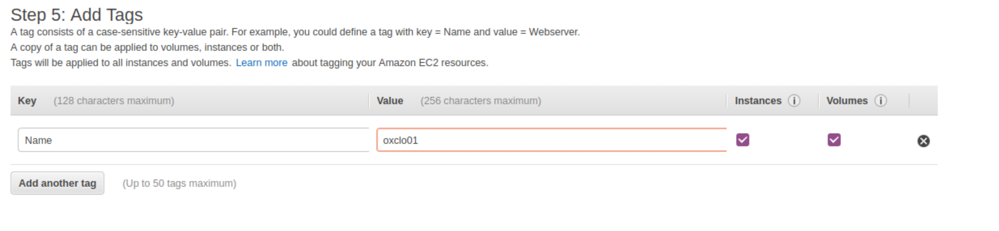 Step 5: Add Tags
A tag consists of a case-sensitive key-value pair. For example, you could define a tag with key = Name and value = Webserver.
A copy of a tag can be applied to volumes, instances or both.
Tags will be applied to all instances and volumes. Learn more about tagging your Amazon EC2 resources.
Key (128 characters maximum) Value (256 characters maximum) Instances i Volumes i
Name oxclo01
Add another tag (Up to 50 tags maximum)